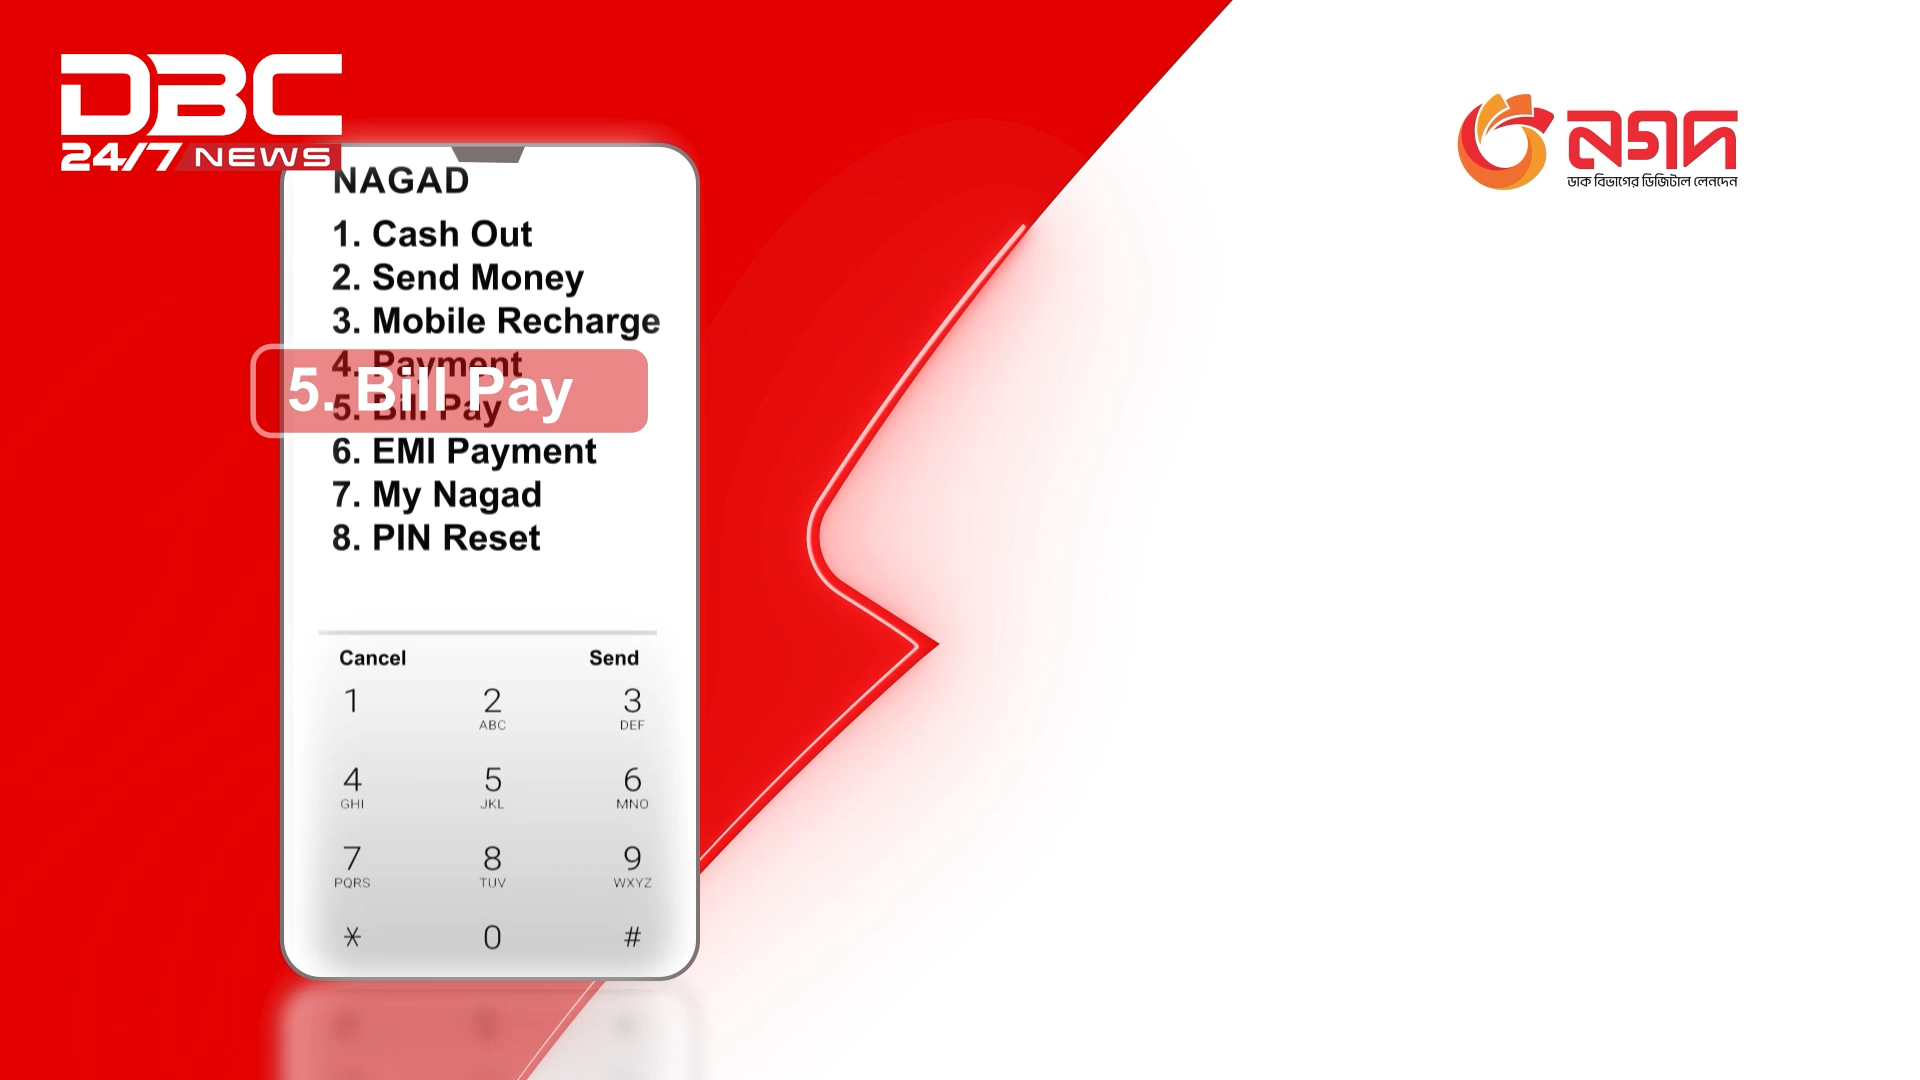 DBC
24/7 NEWS
নগদ
ডাক বিভাগের ডিজিটাল লেনদেন
NAGAD
1. Cash Out
2. Send Money
3. Mobile Recharge
4. Payment
5. Bill Pay
5. Bill Pay
6. EMI Payment
7. My Nagad
8. PIN Reset
Cancel Send
1 2 3
ABC DEF
4 5 6
GHI JKL MNO
7 8 9
PQRS TUV WXYZ
* 0 #